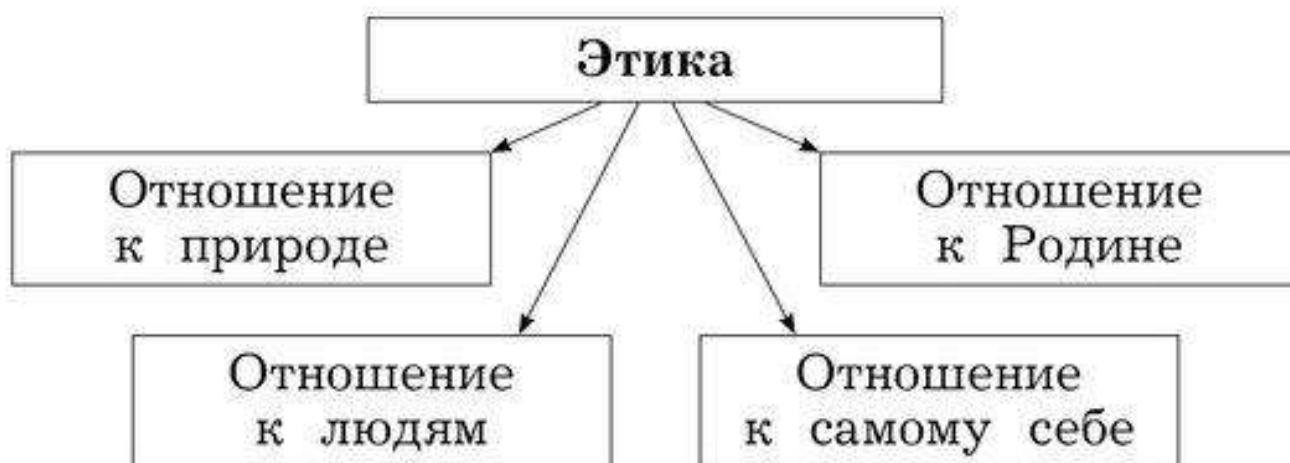 Этика
Отношение
к природе
Отношение
к Родине
Отношение
к людям
Отношение
к самому себе